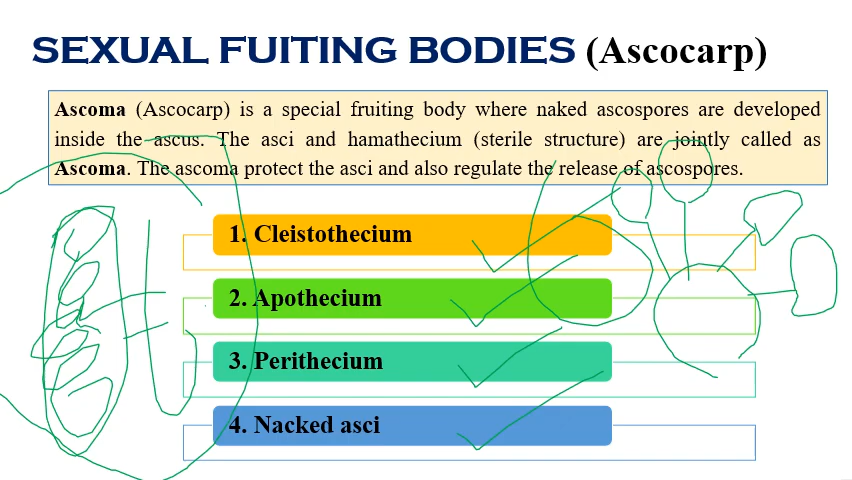 SEXUAL FUITING BODIES (Ascocarp)
Ascoma (Ascocarp) is a special fruiting body where naked ascospores are developed
inside the ascus. The asci and hamathecium (sterile structure) are jointly called as
Ascoma. The ascoma protect the asci and also regulate the release of ascospores.
1. Cleistothecium
2. Apothecium
3. Perithecium
4. Nacked asci